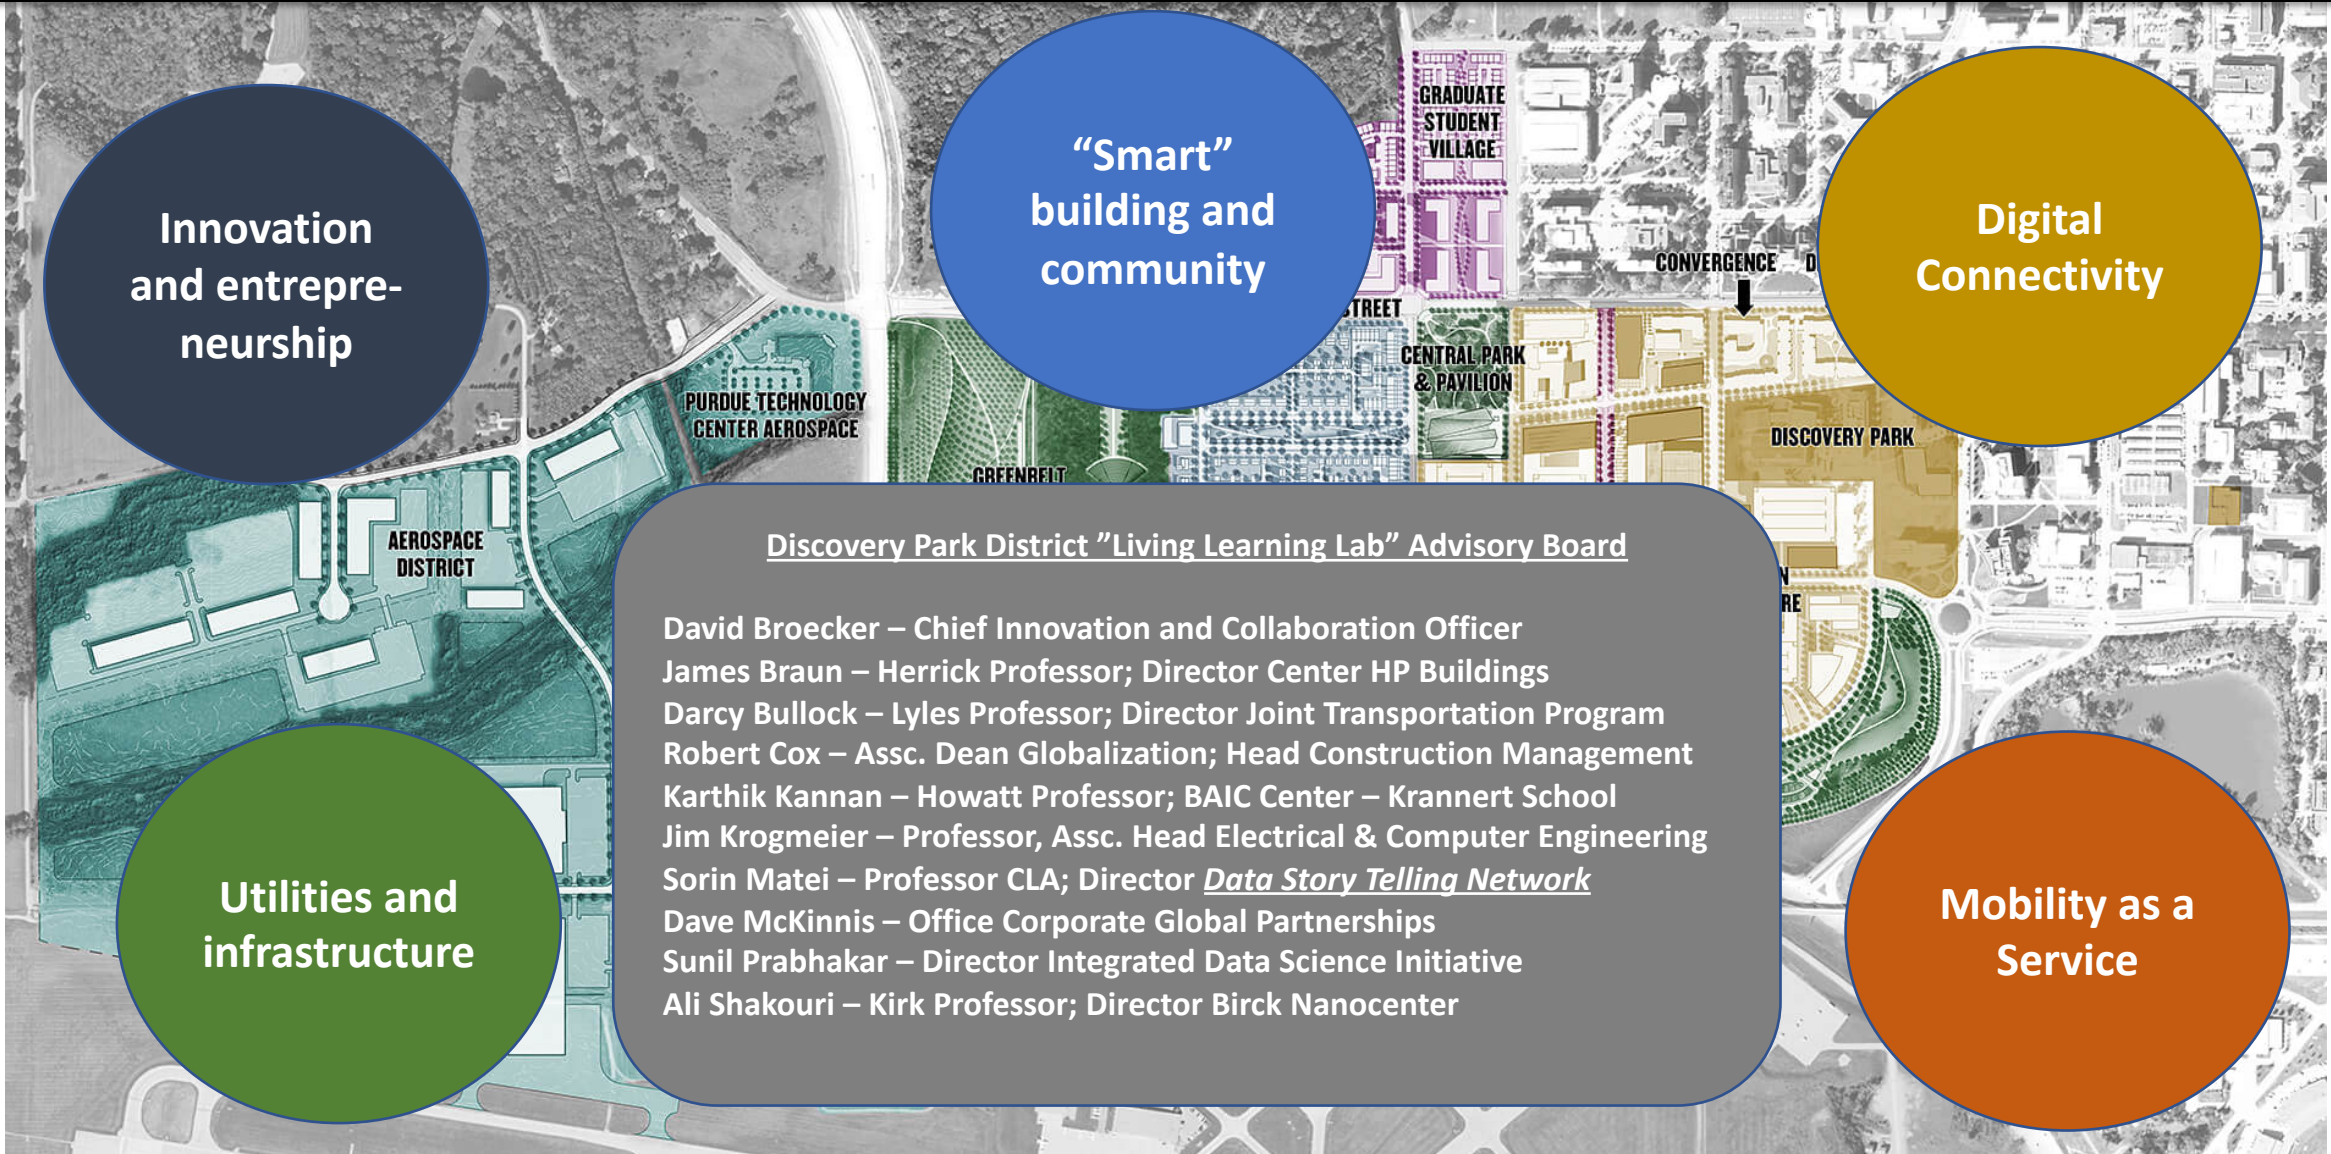 Innovation
and entrepre-
neurship
“Smart”
building and
community
Digital
Connectivity
GRADUATE
STUDENT
VILLAGE
CONVERGENCE
STREET
CENTRAL PARK
& PAVILION
PURDUE TECHNOLOGY
CENTER AEROSPACE
DISCOVERY PARK
GREENBELT
AEROSPACE
DISTRICT
Discovery Park District ”Living Learning Lab” Advisory Board
David Broecker – Chief Innovation and Collaboration Officer
James Braun – Herrick Professor; Director Center HP Buildings
Darcy Bullock – Lyles Professor; Director Joint Transportation Program
Robert Cox – Assc. Dean Globalization; Head Construction Management
Karthik Kannan – Howatt Professor; BAIC Center – Krannert School
Jim Krogmeier – Professor, Assc. Head Electrical & Computer Engineering
Sorin Matei – Professor CLA; Director Data Story Telling Network
Dave McKinnis – Office Corporate Global Partnerships
Sunil Prabhakar – Director Integrated Data Science Initiative
Ali Shakouri – Kirk Professor; Director Birck Nanocenter
Utilities and
infrastructure
Mobility as a
Service